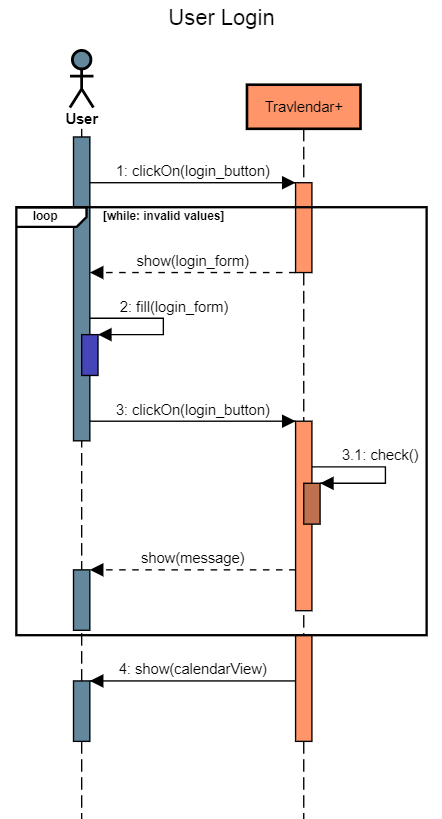 User Login
User
Travlendar+
1: clickOn(login_button)
loop
[while: invalid values]
show(login_form)
2: fill(login_form)
3: clickOn(login_button)
3.1: check()
show(message)
4: show(calendarView)